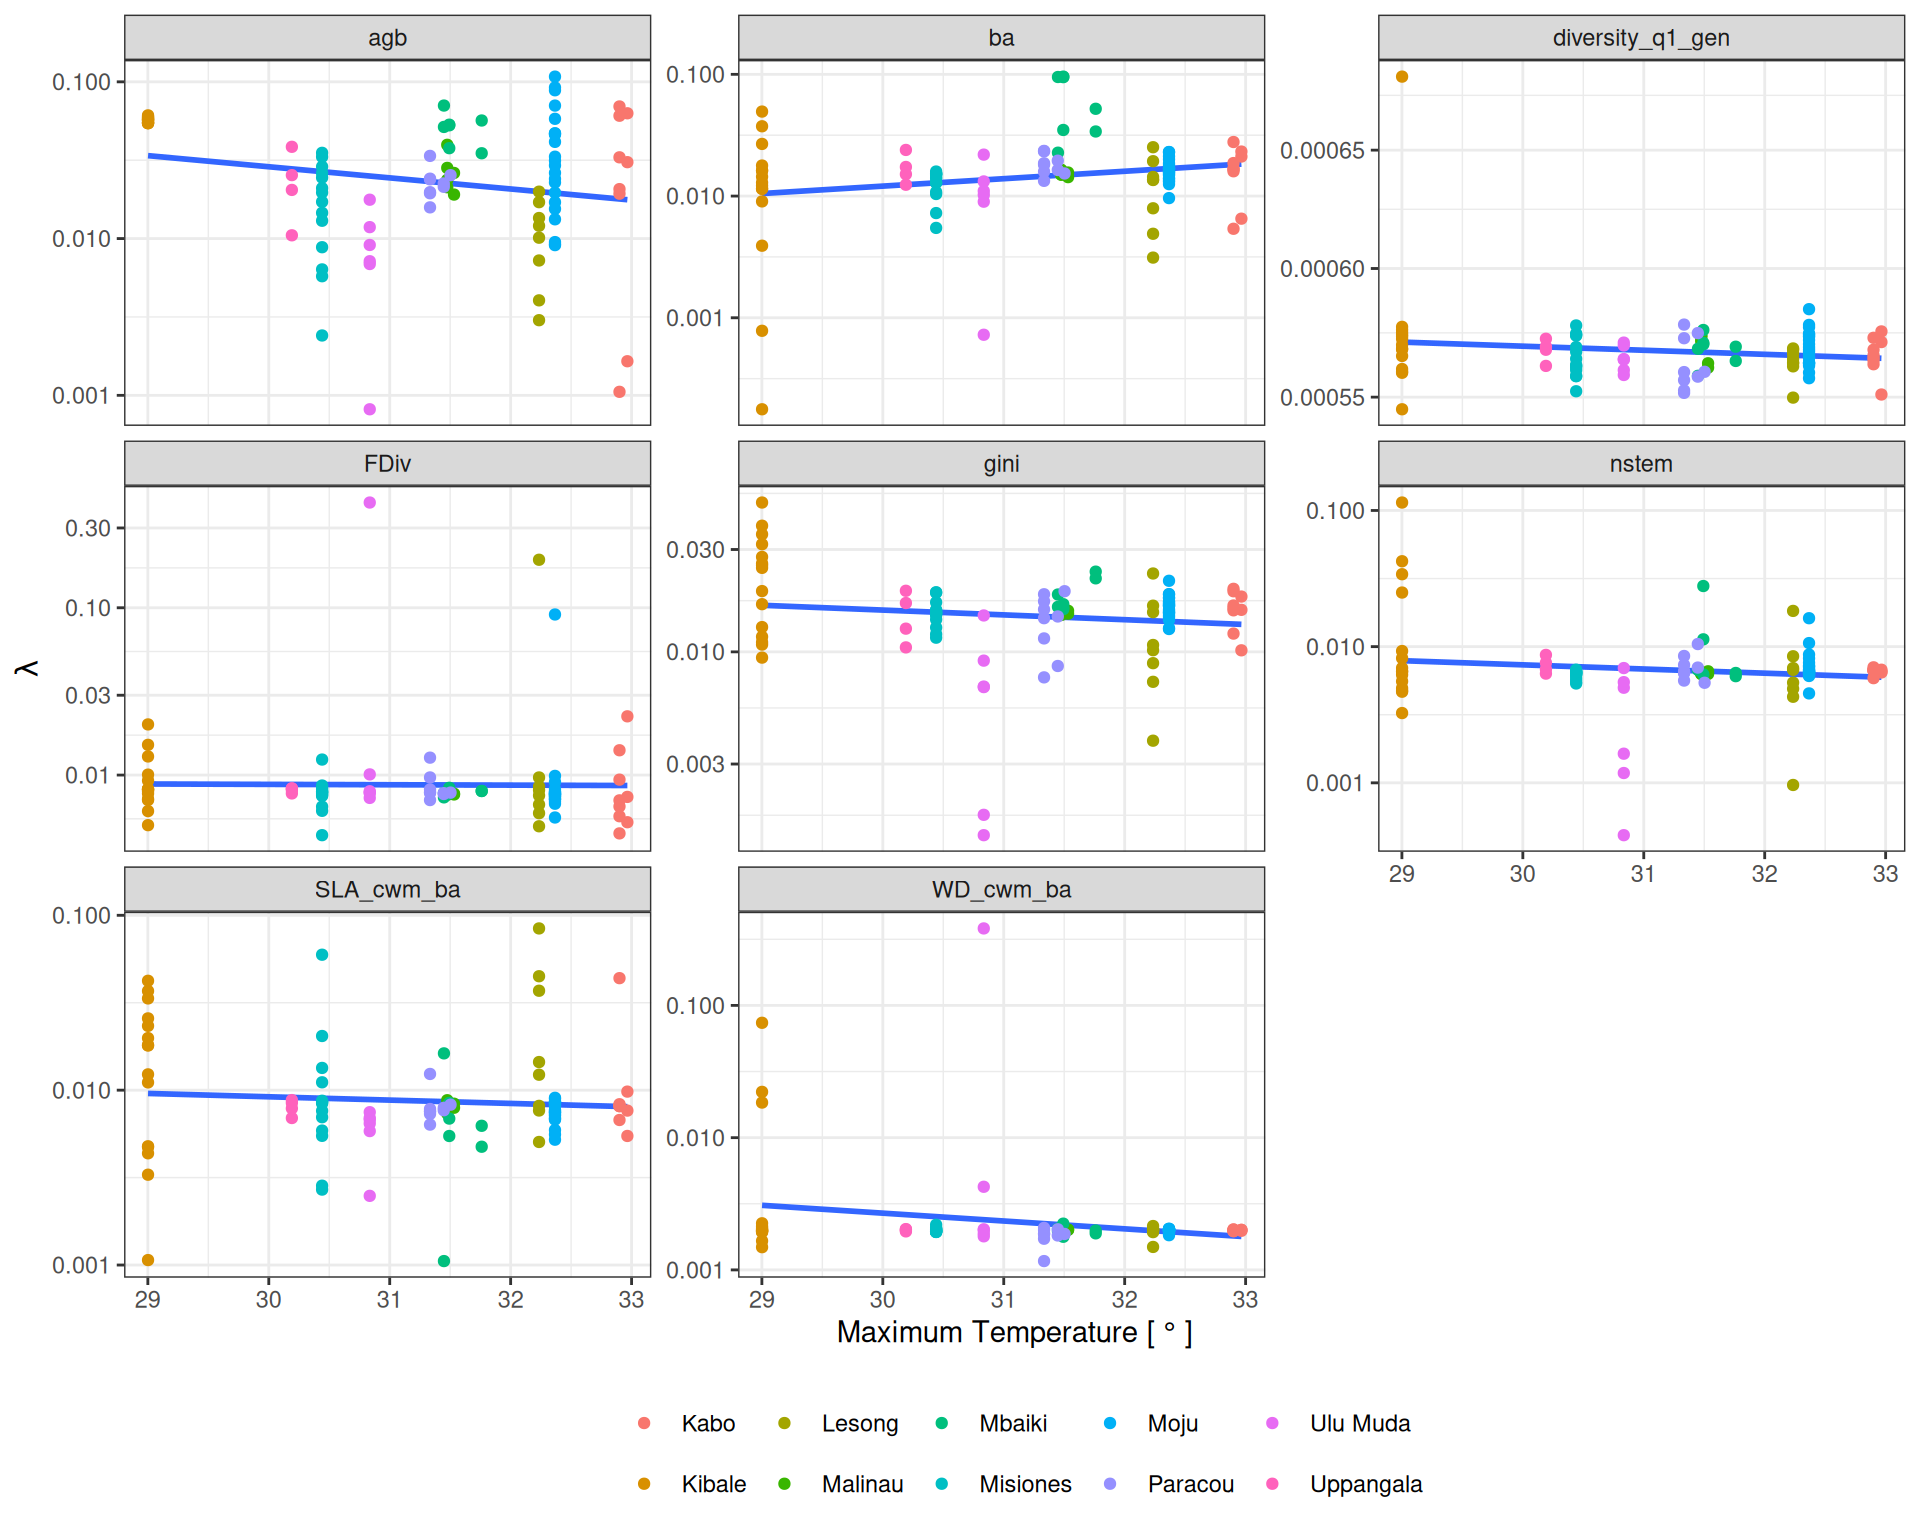 agb
ba
diversity_q1_gen
0.100
0.010
0.001
0.100
0.010
0.001
0.00065
0.00060
0.00055
FDiv
gini
nstem
0.30
0.10
0.03
0.01
0.030
0.010
0.003
0.100
0.010
0.001
29 30 31 32 33
λ
SLA_cwm_ba
WD_cwm_ba
0.100
0.010
0.001
0.100
0.010
0.001
29 30 31 32 33
29 30 31 32 33
Maximum Temperature [ ° ]
Kabo Lesong Mbaiki Moju Ulu Muda
Kibale Malinau Misiones Paracou Uppangala